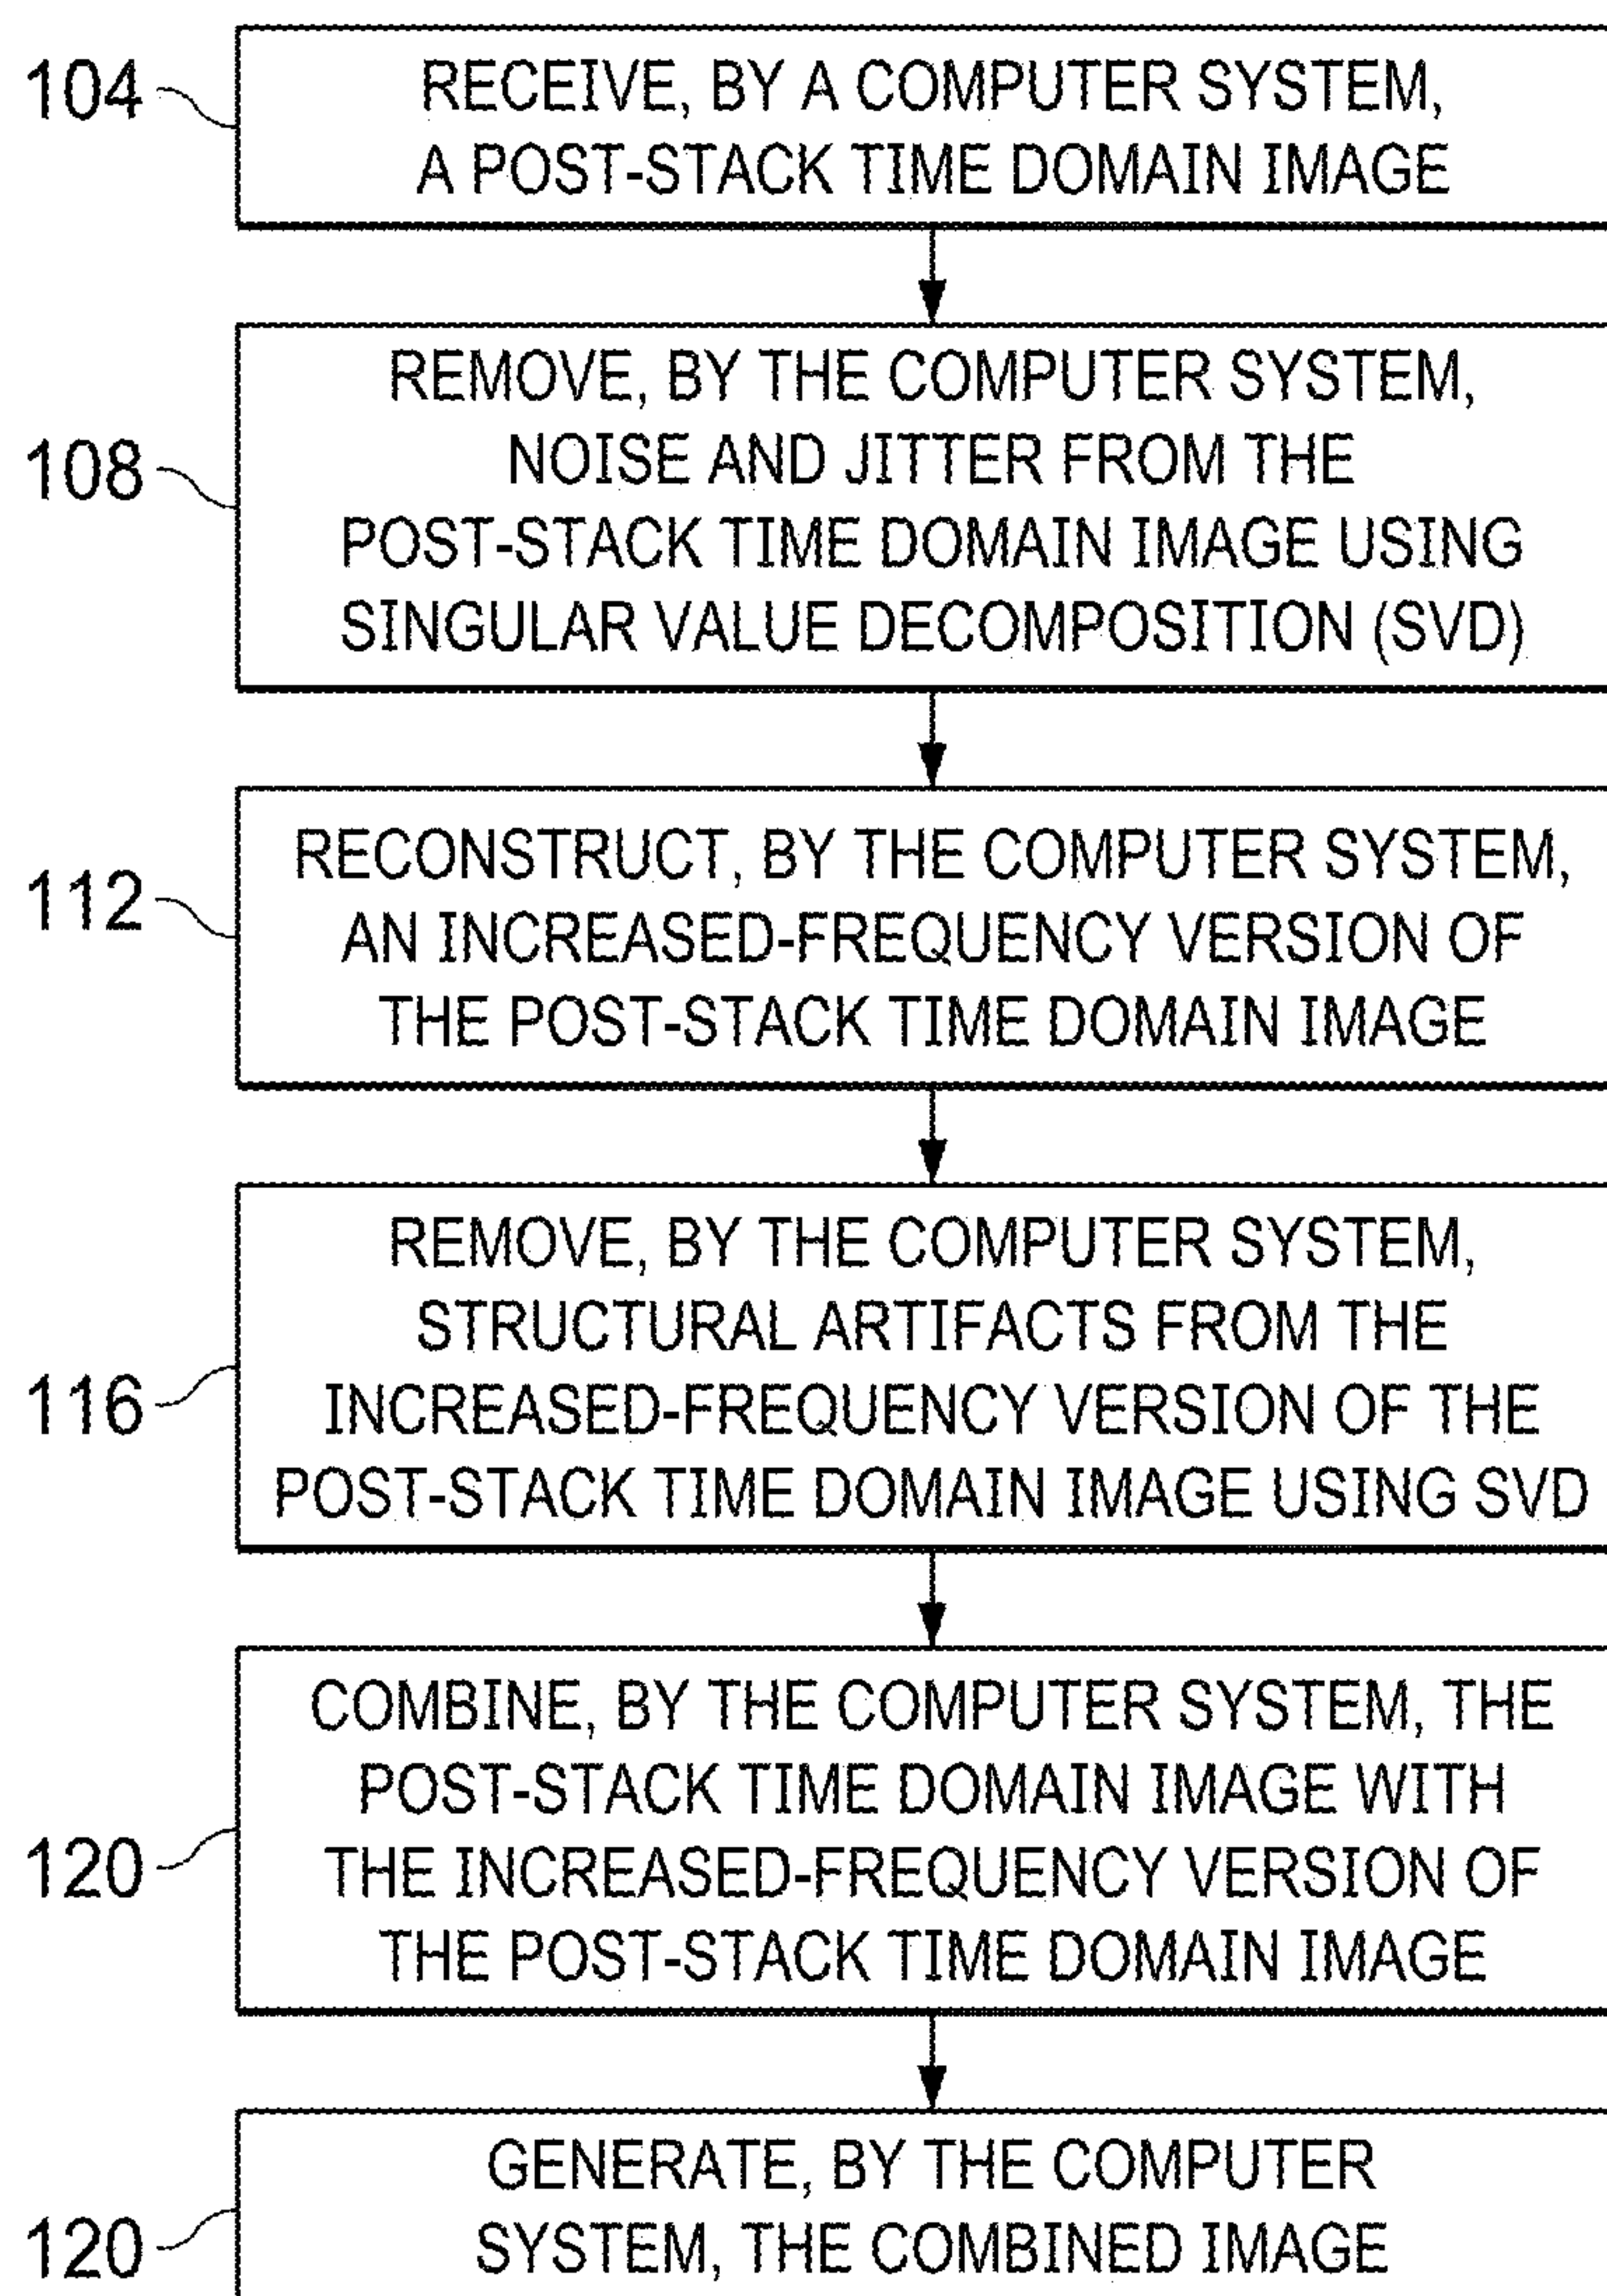 104
RECEIVE, BY A COMPUTER SYSTEM,
A POST-STACK TIME DOMAIN IMAGE
108
REMOVE, BY THE COMPUTER SYSTEM,
NOISE AND JITTER FROM THE
POST-STACK TIME DOMAIN IMAGE USING
SINGULAR VALUE DECOMPOSITION (SVD)
112
RECONSTRUCT, BY THE COMPUTER SYSTEM,
AN INCREASED-FREQUENCY VERSION OF
THE POST-STACK TIME DOMAIN IMAGE
116
REMOVE, BY THE COMPUTER SYSTEM,
STRUCTURAL ARTIFACTS FROM THE
INCREASED-FREQUENCY VERSION OF THE
POST-STACK TIME DOMAIN IMAGE USING SVD
120
COMBINE, BY THE COMPUTER SYSTEM, THE
POST-STACK TIME DOMAIN IMAGE WITH
THE INCREASED-FREQUENCY VERSION OF
THE POST-STACK TIME DOMAIN IMAGE
120
GENERATE, BY THE COMPUTER
SYSTEM, THE COMBINED IMAGE